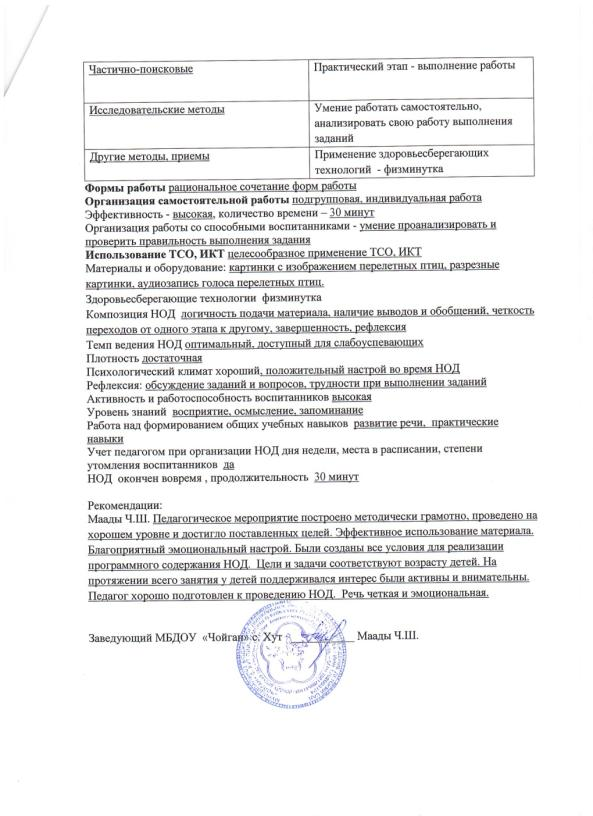 Частично-поисковые
Практический этап - выполнение работы
Исследовательские методы
Умение работать самостоятельно,
анализировать свою работу выполнения
заданий
Другие методы, приемы
Применение здоровьесберегающих
технологий - физминутка
Формы работы рациональное сочетание форм работы
Организация самостоятельной работы подгрупповая, индивидуальная работа
Эффективность - высокая, количество времени – 30 минут
Организация работы со способными воспитанниками - умение проанализировать и
проверить правильность выполнения задания
Использование ТСО, ИКТ целесообразное применение ТСО, ИКТ
Материалы и оборудование: картинки с изображением перелетных птиц, разрезные
картинки, аудиозапись голоса перелетных птиц.
Здоровьесберегающие технологии физминутка
Композиция НОД логичность подачи материала, наличие выводов и обобщений, четкость
переходов от одного этапа к другому, завершенность, рефлексия
Темп ведения НОД оптимальный, доступный для слабоуспевающих
Плотность достаточная
Психологический климат хороший, положительный настрой во время НОД
Рефлексия: обсуждение заданий и вопросов, трудности при выполнении заданий
Активность и работоспособность воспитанников высокая
Уровень знаний восприятие, осмысление, запоминание
Работа над формированием общих учебных навыков развитие речи, практические
навыки
Учет педагогом при организации НОД дня недели, места в расписании, степени
утомления воспитанников да
НОД окончен вовремя , продолжительность 30 минут
Рекомендации:
Маады Ч.Ш. Педагогическое мероприятие построено методически грамотно, проведено на
хорошем уровне и достигло поставленных целей. Эффективное использование материала.
Благоприятный эмоциональный настрой. Были созданы все условия для реализации
программного содержания НОД. Цели и задачи соответствуют возрасту детей. На
протяжении всего занятия у детей поддерживался интерес были активны и внимательны.
Педагог хорошо подготовлен к проведению НОД. Речь четкая и эмоциональная.
Заведующий МБДОУ «Чойган» с. Хут ____________ Маады Ч.Ш.